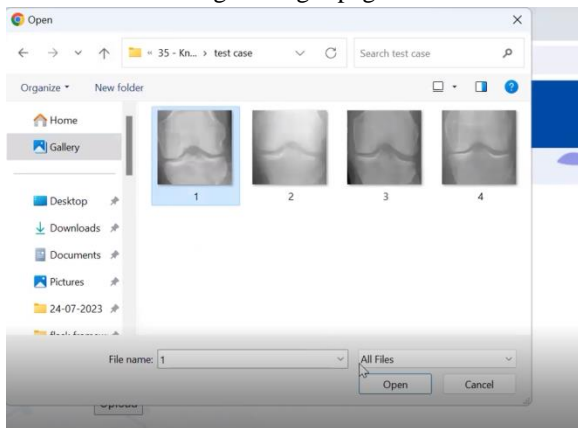 Open
« 35 - Kn... › test case
Search test case
Organize
New folder
Home
Gallery
Desktop
Downloads
Documents
Pictures
24-07-2023
1
2
3
4
File name: 1
All Files
Open
Cancel
Upload